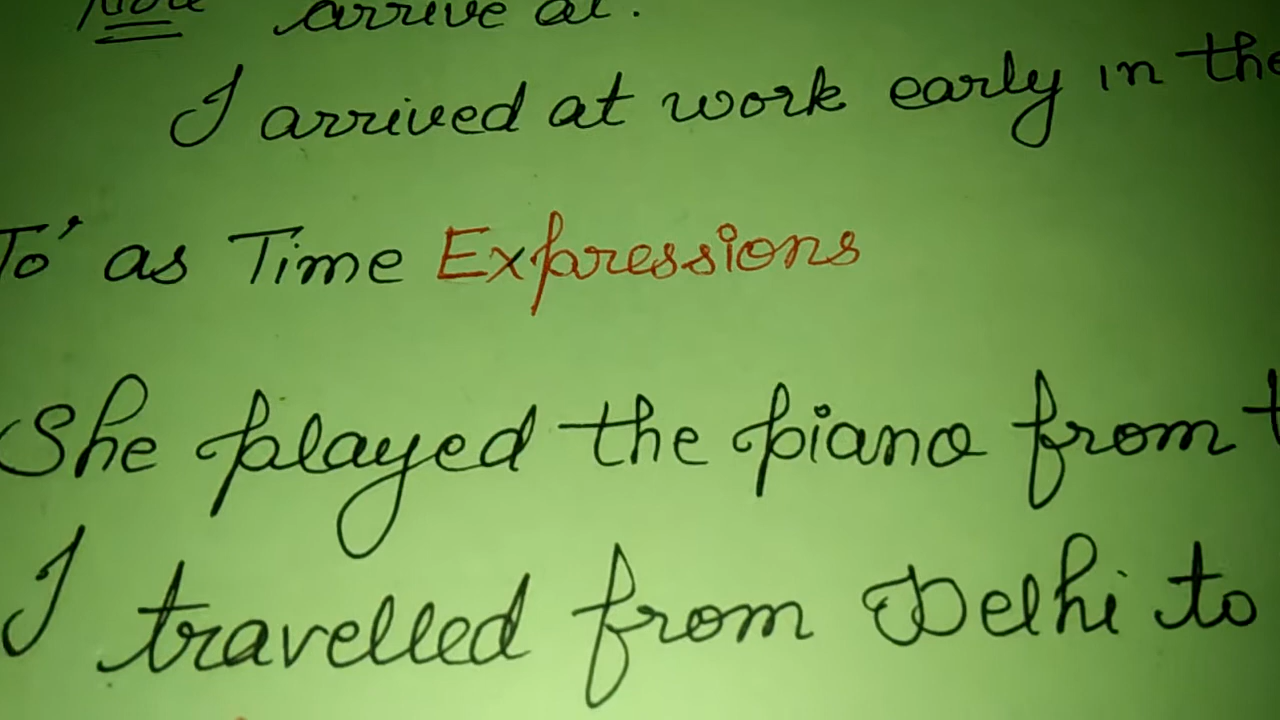 Note arrive at.
I arrived at work early in the
To' as Time Expressions
She played the piano from
I travelled from Delhi to